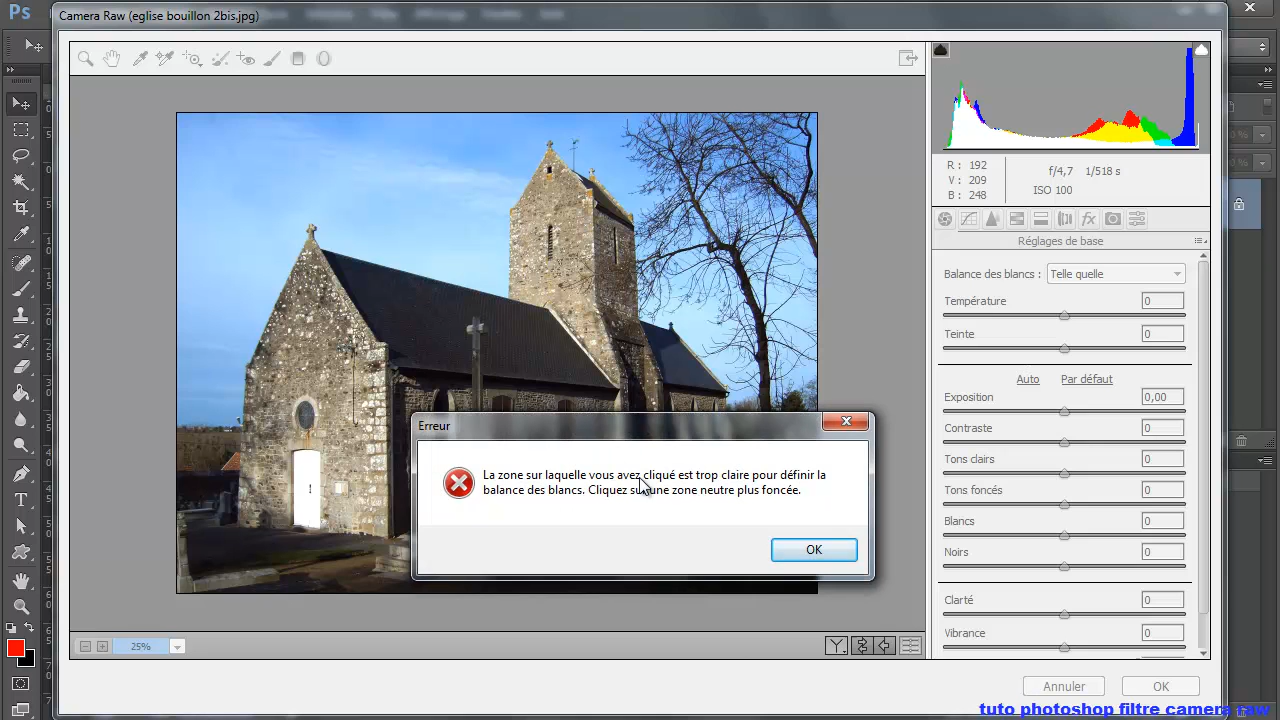 Ps
Camera Raw (eglise bouillon 2bis.jpg)
R : 192
V : 209
B : 248
f/4,7 1/518 s
ISO 100
fx
Réglages de base
Balance des blancs : Telle quelle
Température 0
Teinte 0
Auto Par défaut
Exposition 0,00
Contraste 0
Tons clairs 0
Tons foncés 0
Blancs 0
Noirs 0
Clarté 0
Vibrance 0
Erreur
La zone sur laquelle vous avez cliqué est trop claire pour définir la
balance des blancs. Cliquez sur une zone neutre plus foncée.
OK
25%
Y
Annuler OK
tuto photoshop filtre camera raw